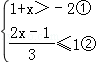 {1+x>-2①
(2x-1)/3≤1②